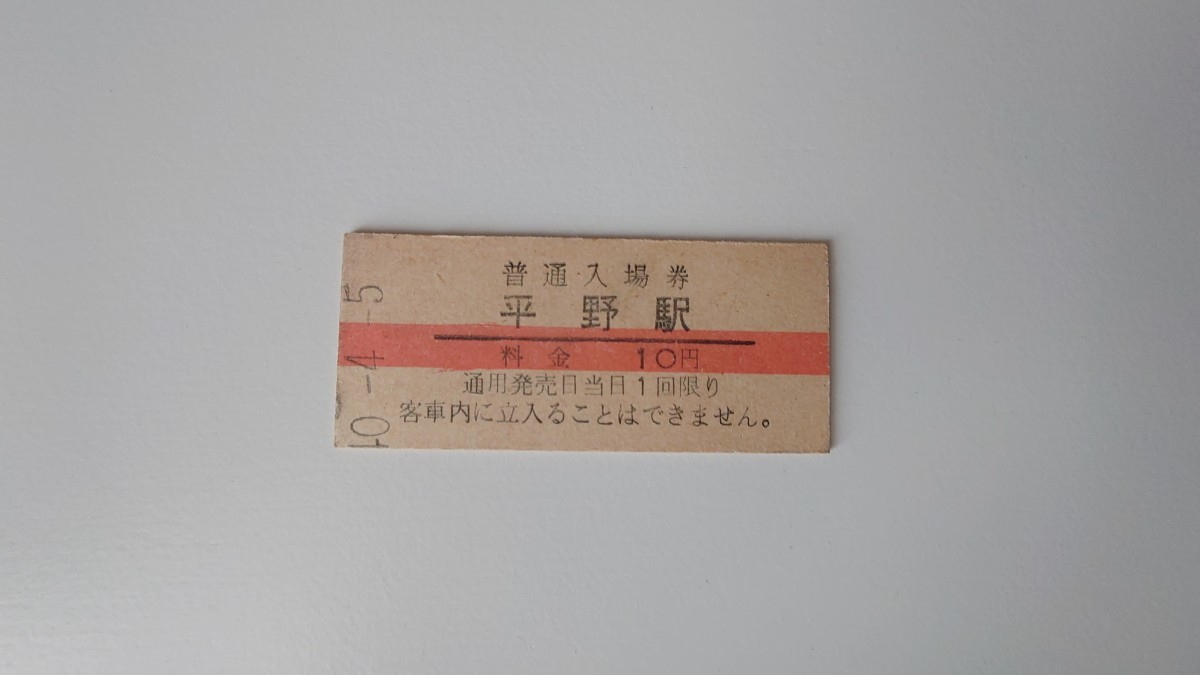 普通入場券
平野駅
料金 10円
通用発売日当日1回限り
客車内に立入ることはできません。
40-4-5